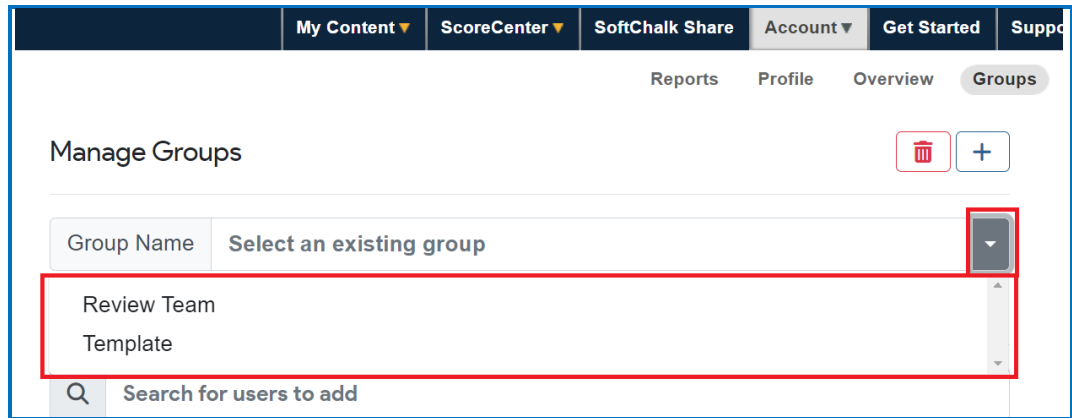 My Content ▼ ScoreCenter ▼ SoftChalk Share Account ▼ Get Started Suppo
Reports Profile Overview Groups
Manage Groups
Group Name Select an existing group
Review Team
Template
Search for users to add